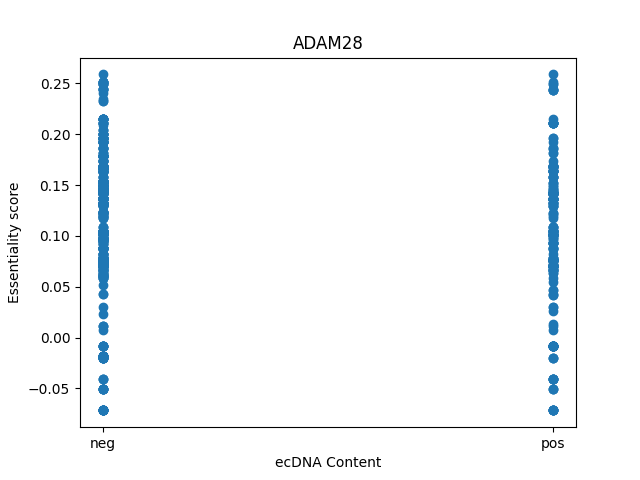 ADAM28
Essentiality score
0.25
0.20
0.15
0.10
0.05
0.00
−0.05
neg
pos
ecDNA Content